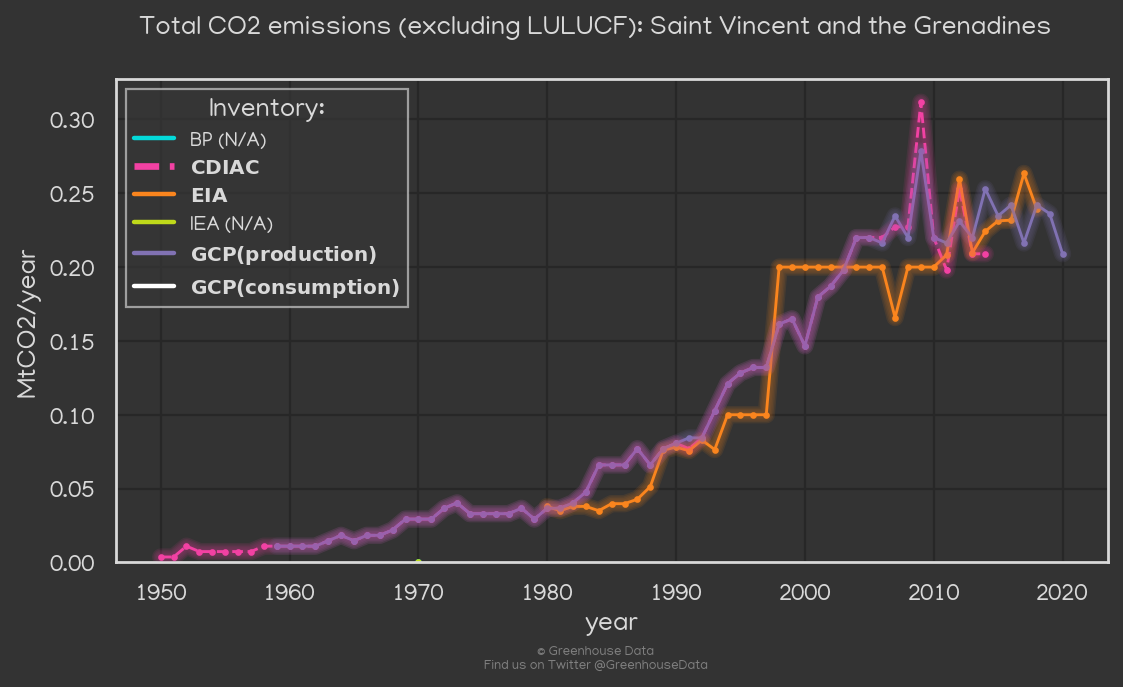 Total CO2 emissions (excluding LULUCF): Saint Vincent and the Grenadines
Inventory:
BP (N/A)
CDIAC
EIA
IEA (N/A)
GCP(production)
GCP(consumption)
MtCO2/year
0.30
0.25
0.20
0.15
0.10
0.05
0.00
1950 1960 1970 1980 1990 2000 2010 2020
year
© Greenhouse Data
Find us on Twitter @GreenhouseData